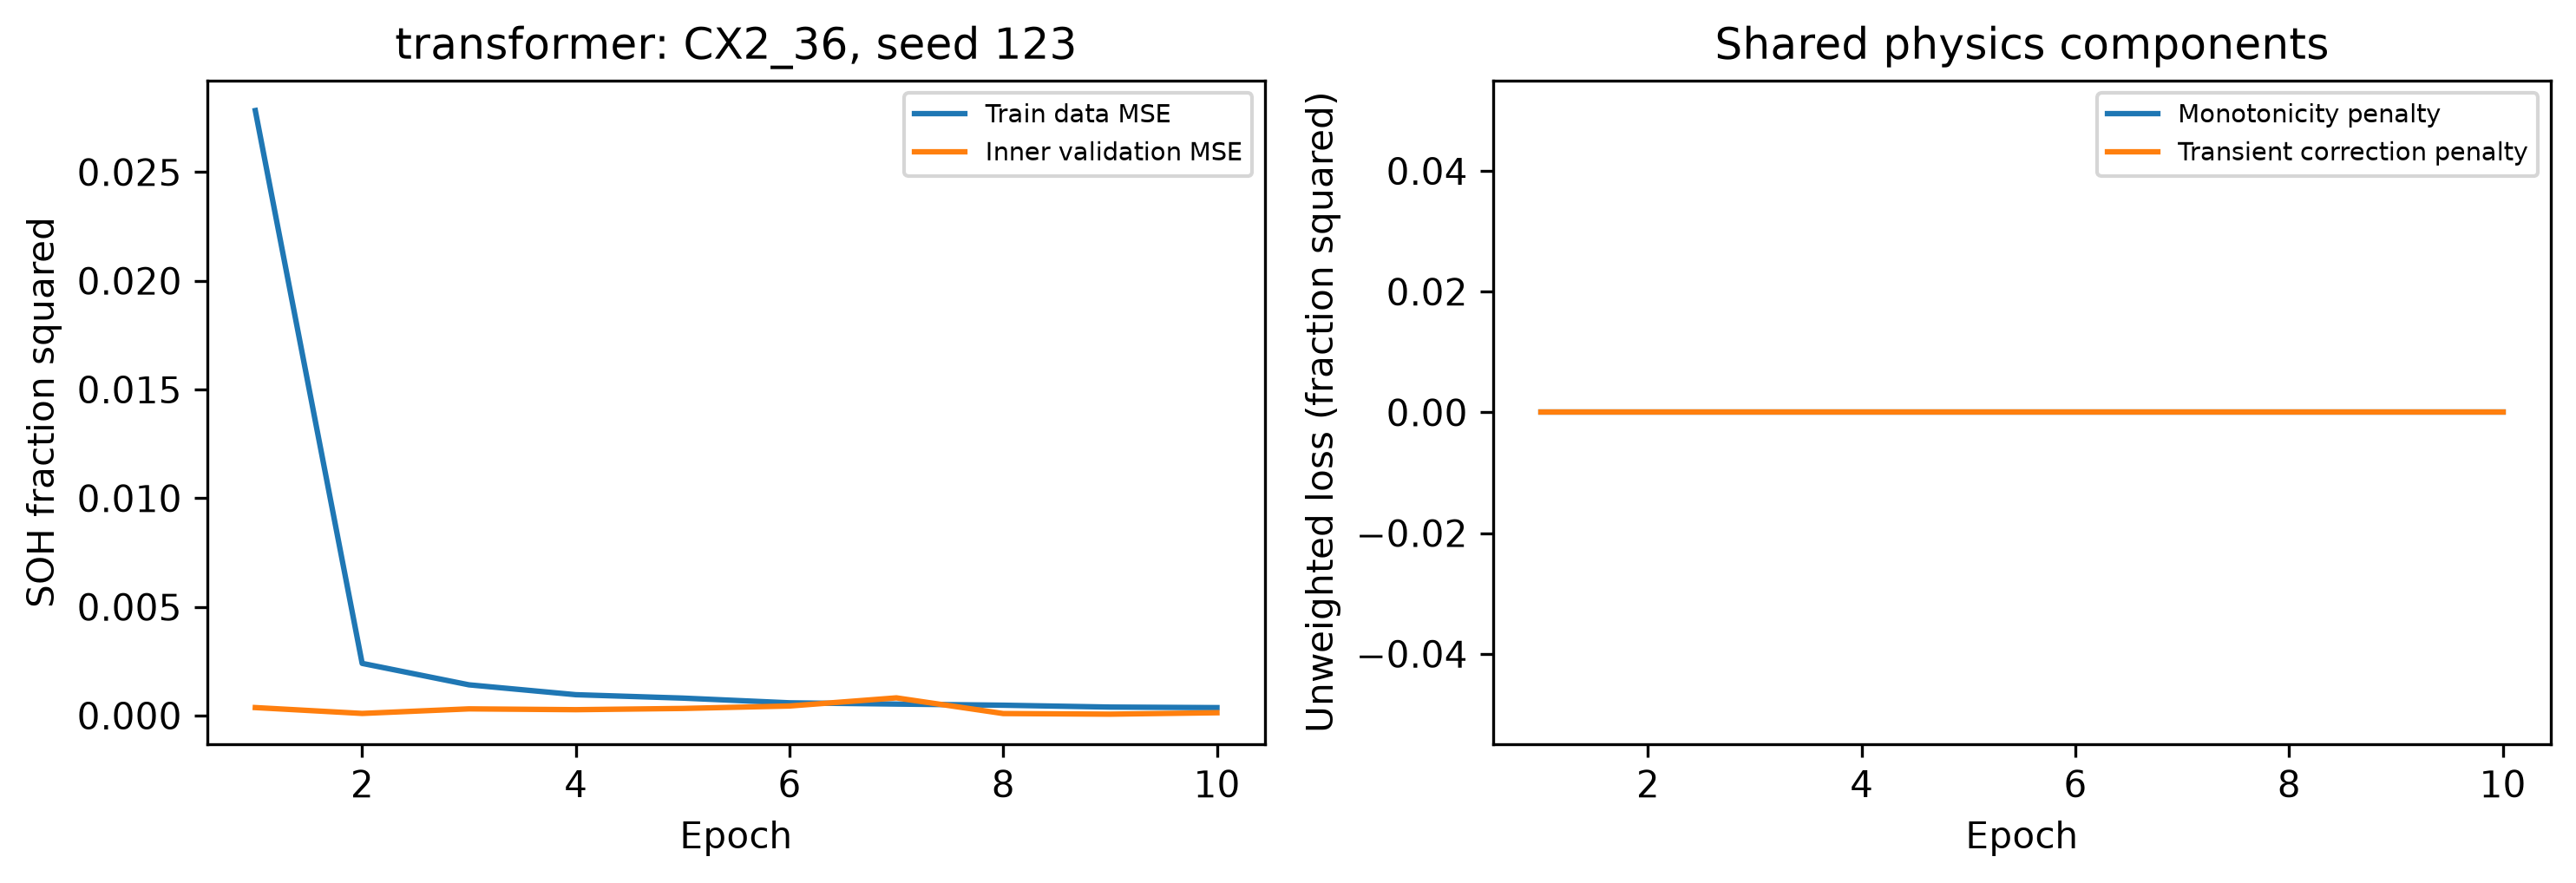 transformer: CX2_36, seed 123
Train data MSE
Inner validation MSE
SOH fraction squared
0.025
0.020
0.015
0.010
0.005
0.000
2
4
6
8
10
Epoch
Shared physics components
Monotonicity penalty
Transient correction penalty
Unweighted loss (fraction squared)
0.04
0.02
0.00
−0.02
−0.04
2
4
6
8
10
Epoch